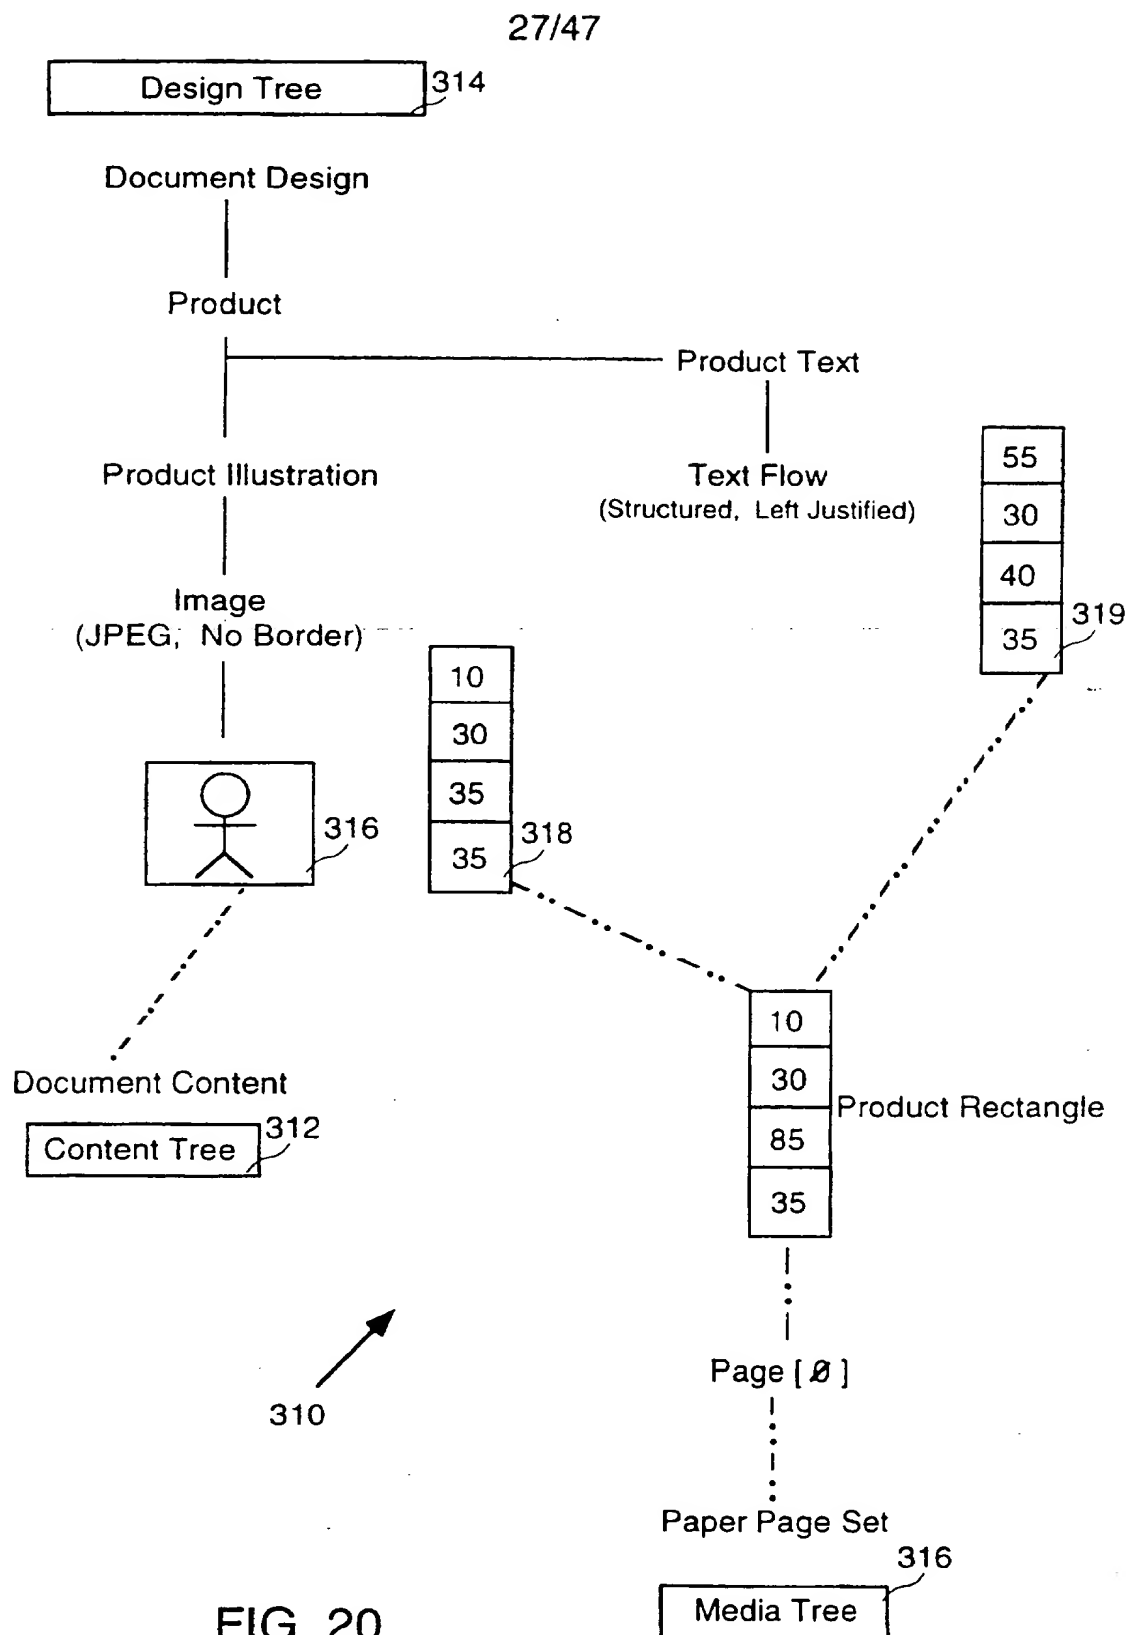 27/47
Design Tree
314
Document Design
Product
Product Text
Product Illustration
Text Flow
(Structured, Left Justified)
55
30
40
35
319
Image
(JPEG, No Border)
10
30
35
35
318
316
Document Content
Content Tree
312
10
30
85
35
Product Rectangle
310
Page [ Ø ]
Paper Page Set
316
Media Tree
FIG. 20